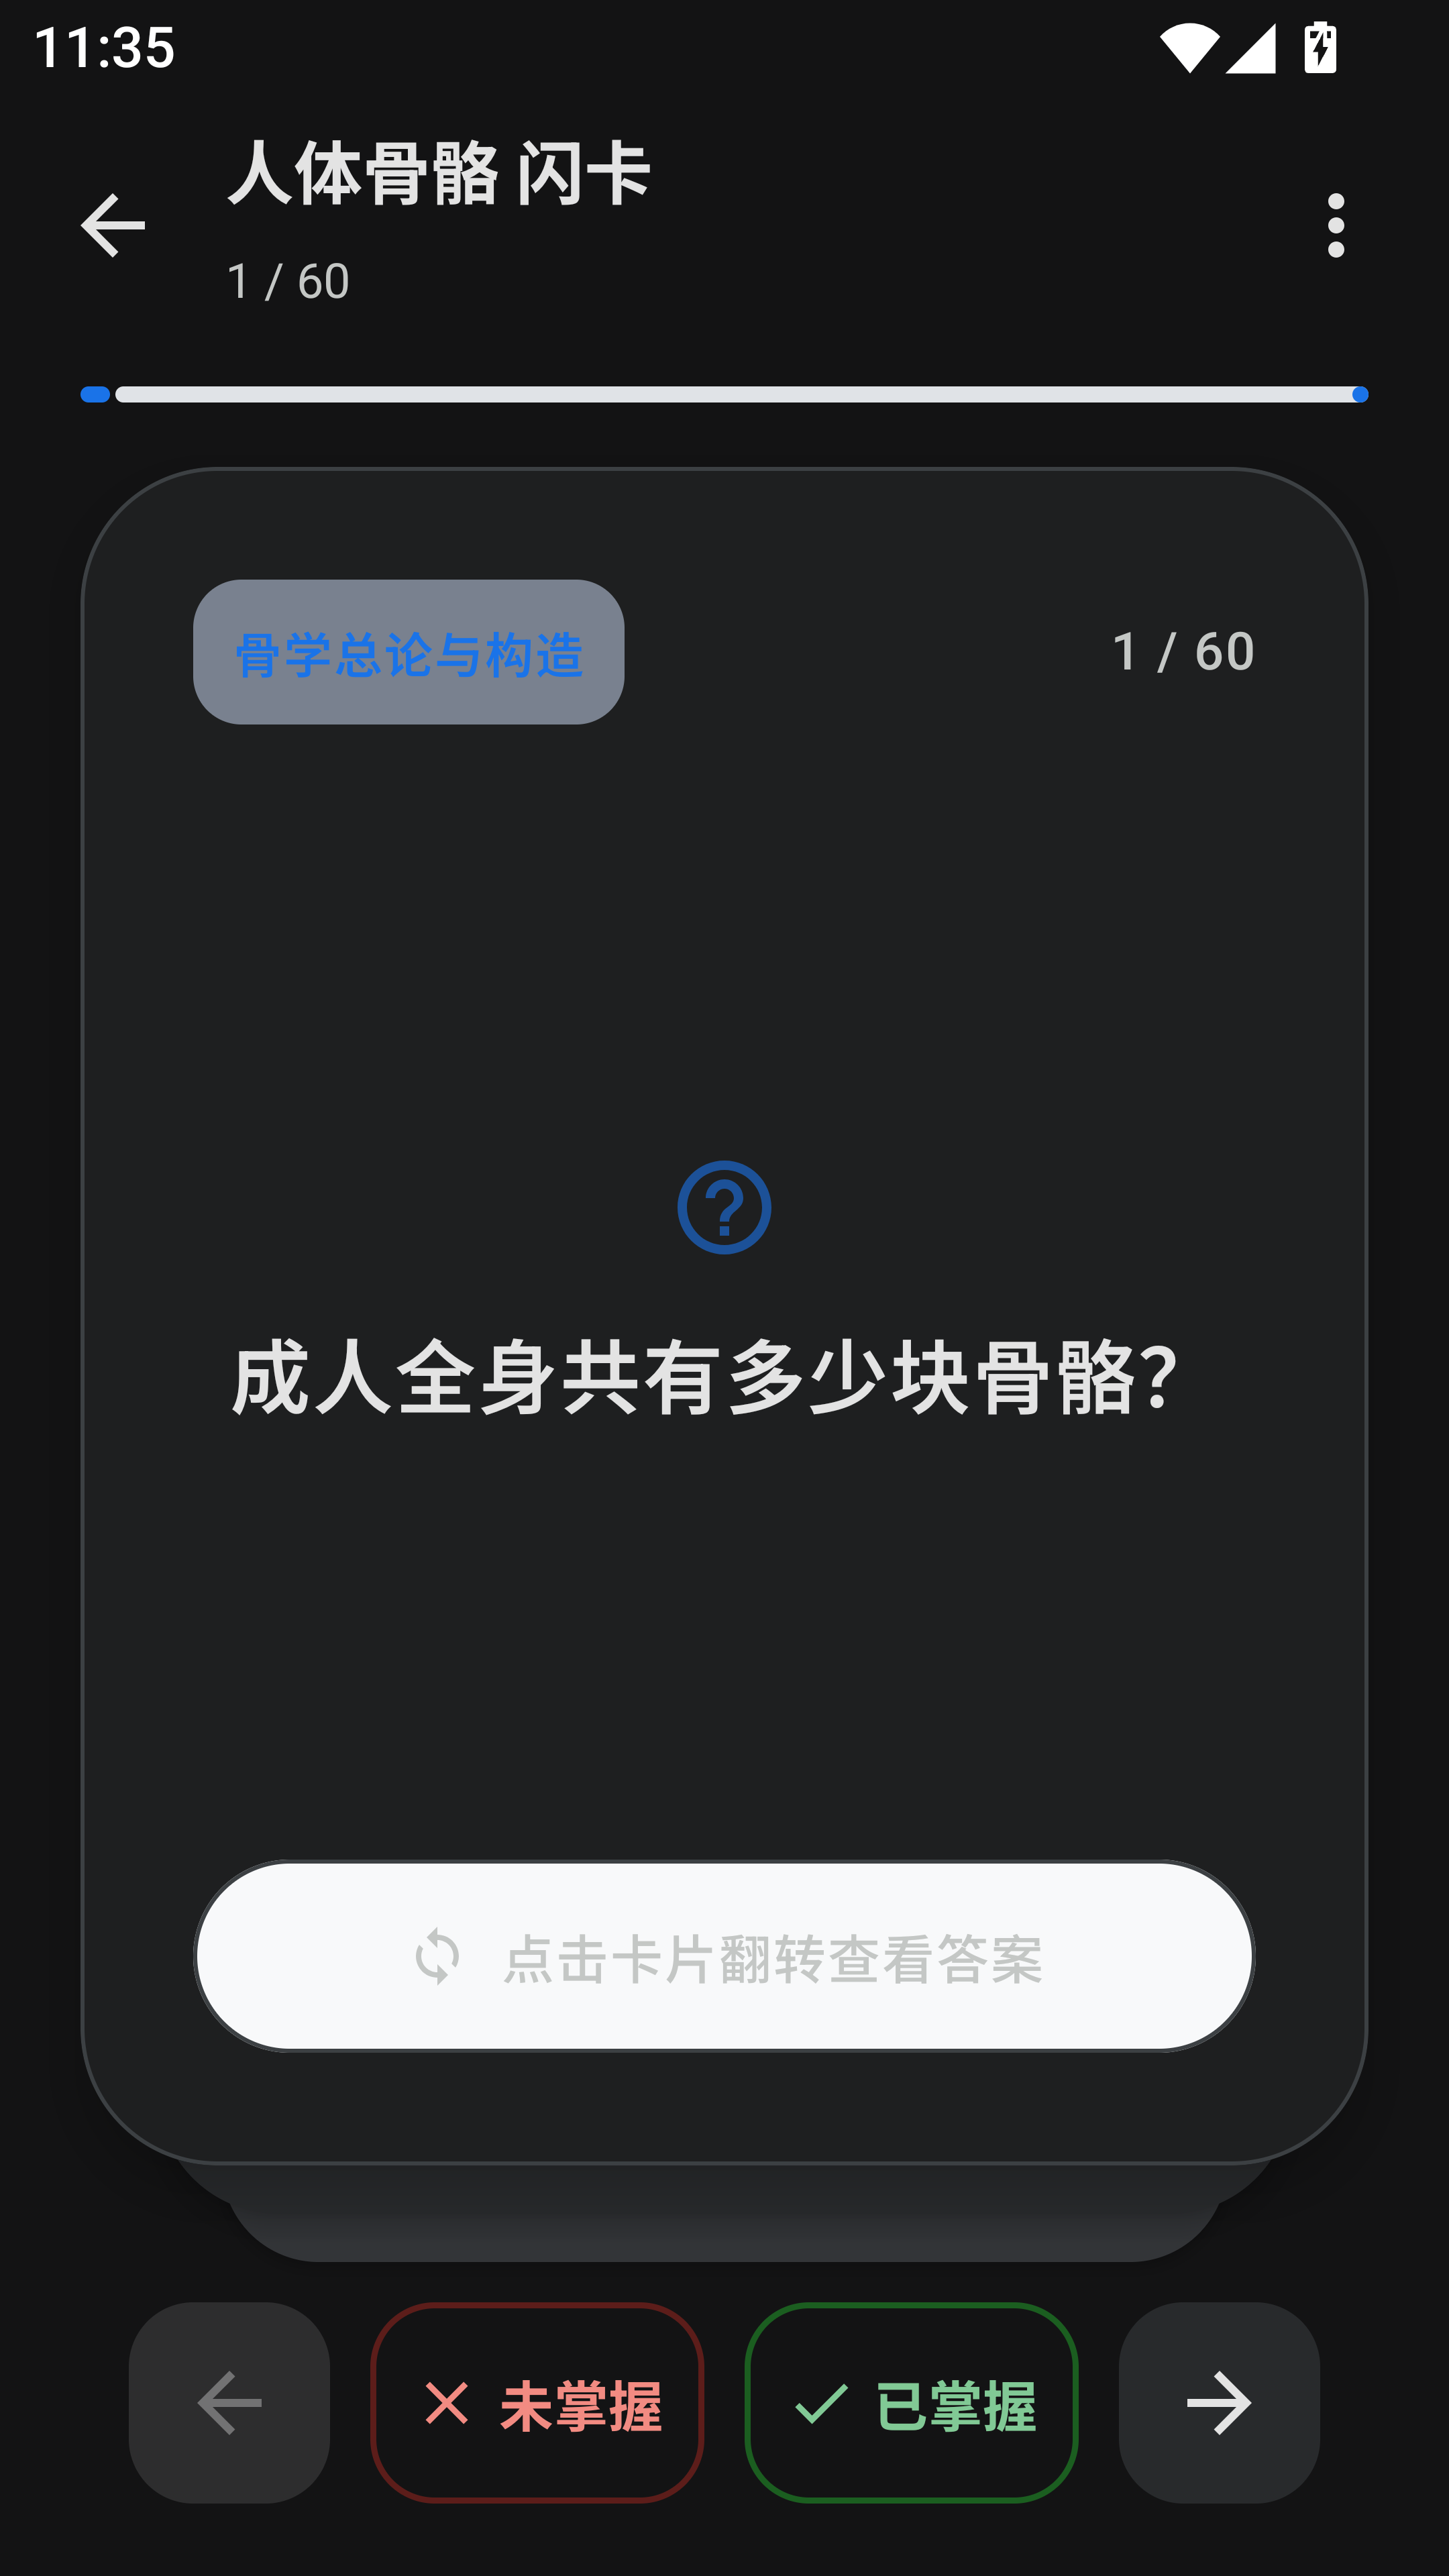 11:35
人体骨骼 闪卡
1 / 60
骨学总论与构造
1 / 60
成人全身共有多少块骨骼？
点击卡片翻转查看答案
未掌握
已掌握